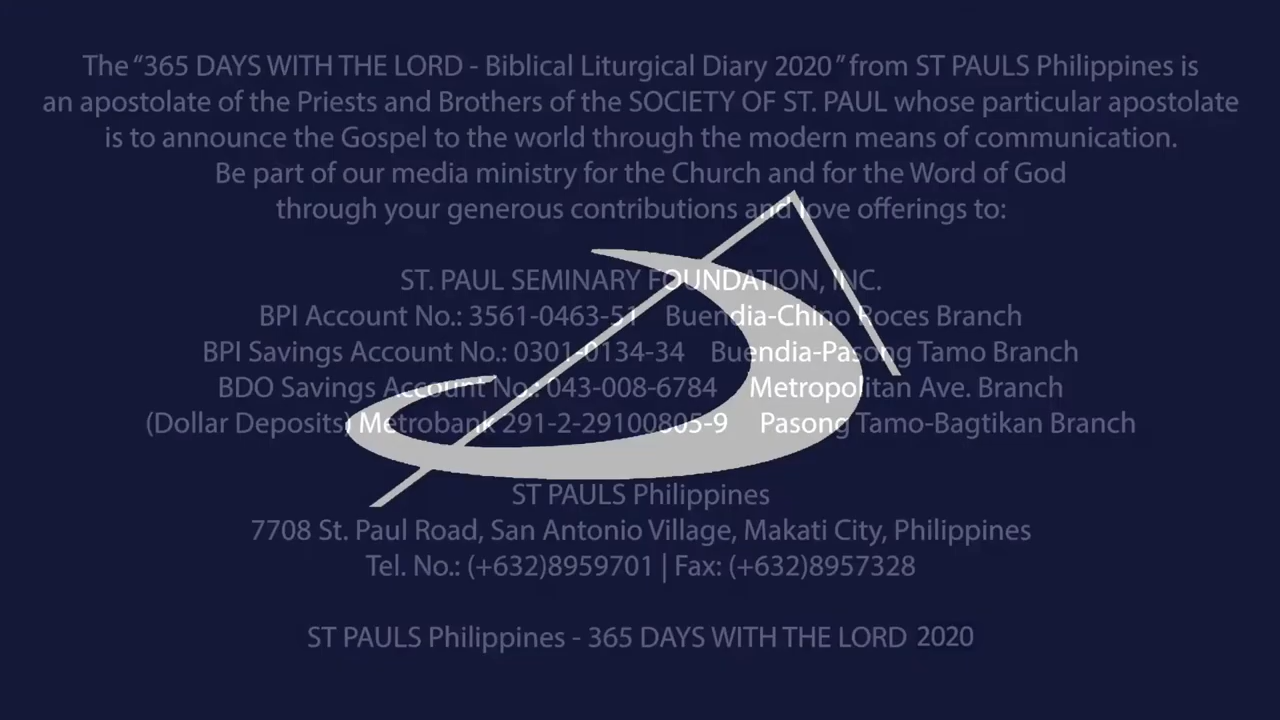 The “365 DAYS WITH THE LORD - Biblical Liturgical Diary 2020” from ST PAULS Philippines is
an apostolate of the Priests and Brothers of the SOCIETY OF ST. PAUL whose particular apostolate
is to announce the Gospel to the world through the modern means of communication.
Be part of our media ministry for the Church and for the Word of God
through your generous contributions and love offerings to:
ST. PAUL SEMINARY FOUNDATION, INC.
BPI Account No.: 3561-0463-51 Buendia-Chino Roces Branch
BPI Savings Account No.: 0301-0134-34 Buendia-Pasong Tamo Branch
BDO Savings Account No.: 043-008-6784 Metropolitan Ave. Branch
(Dollar Deposits) Metrobank 291-2-29100805-9 Pasong Tamo-Bagtikan Branch
ST PAULS Philippines
7708 St. Paul Road, San Antonio Village, Makati City, Philippines
Tel. No.: (+632)8959701 | Fax: (+632)8957328
ST PAULS Philippines - 365 DAYS WITH THE LORD 2020